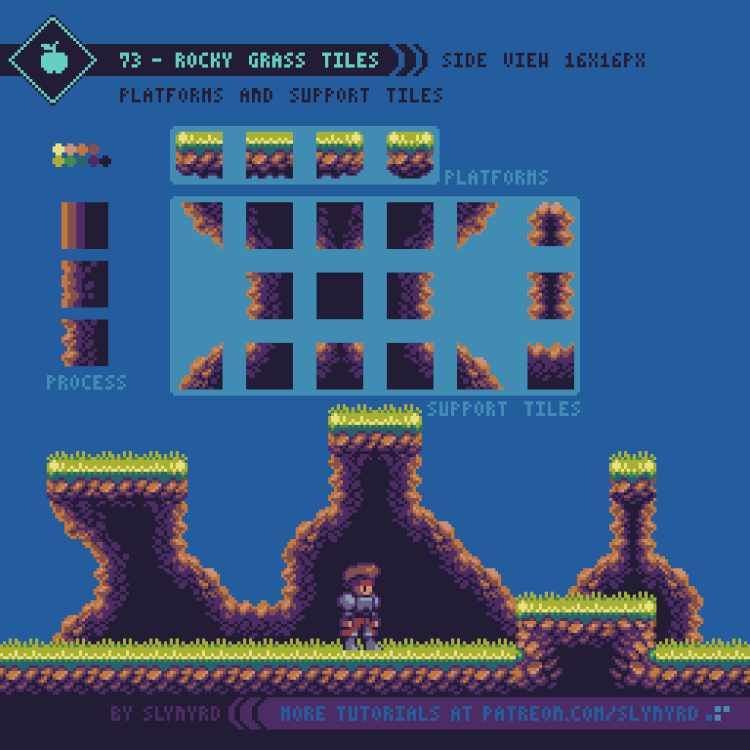 73 - ROCKY GRASS TILES SIDE VIEW 16X16PX
PLATFORMS AND SUPPORT TILES
PLATFORMS
PROCESS
SUPPORT TILES
BY SLYNYRD MORE TUTORIALS AT PATREON.COM/SLYNYRD